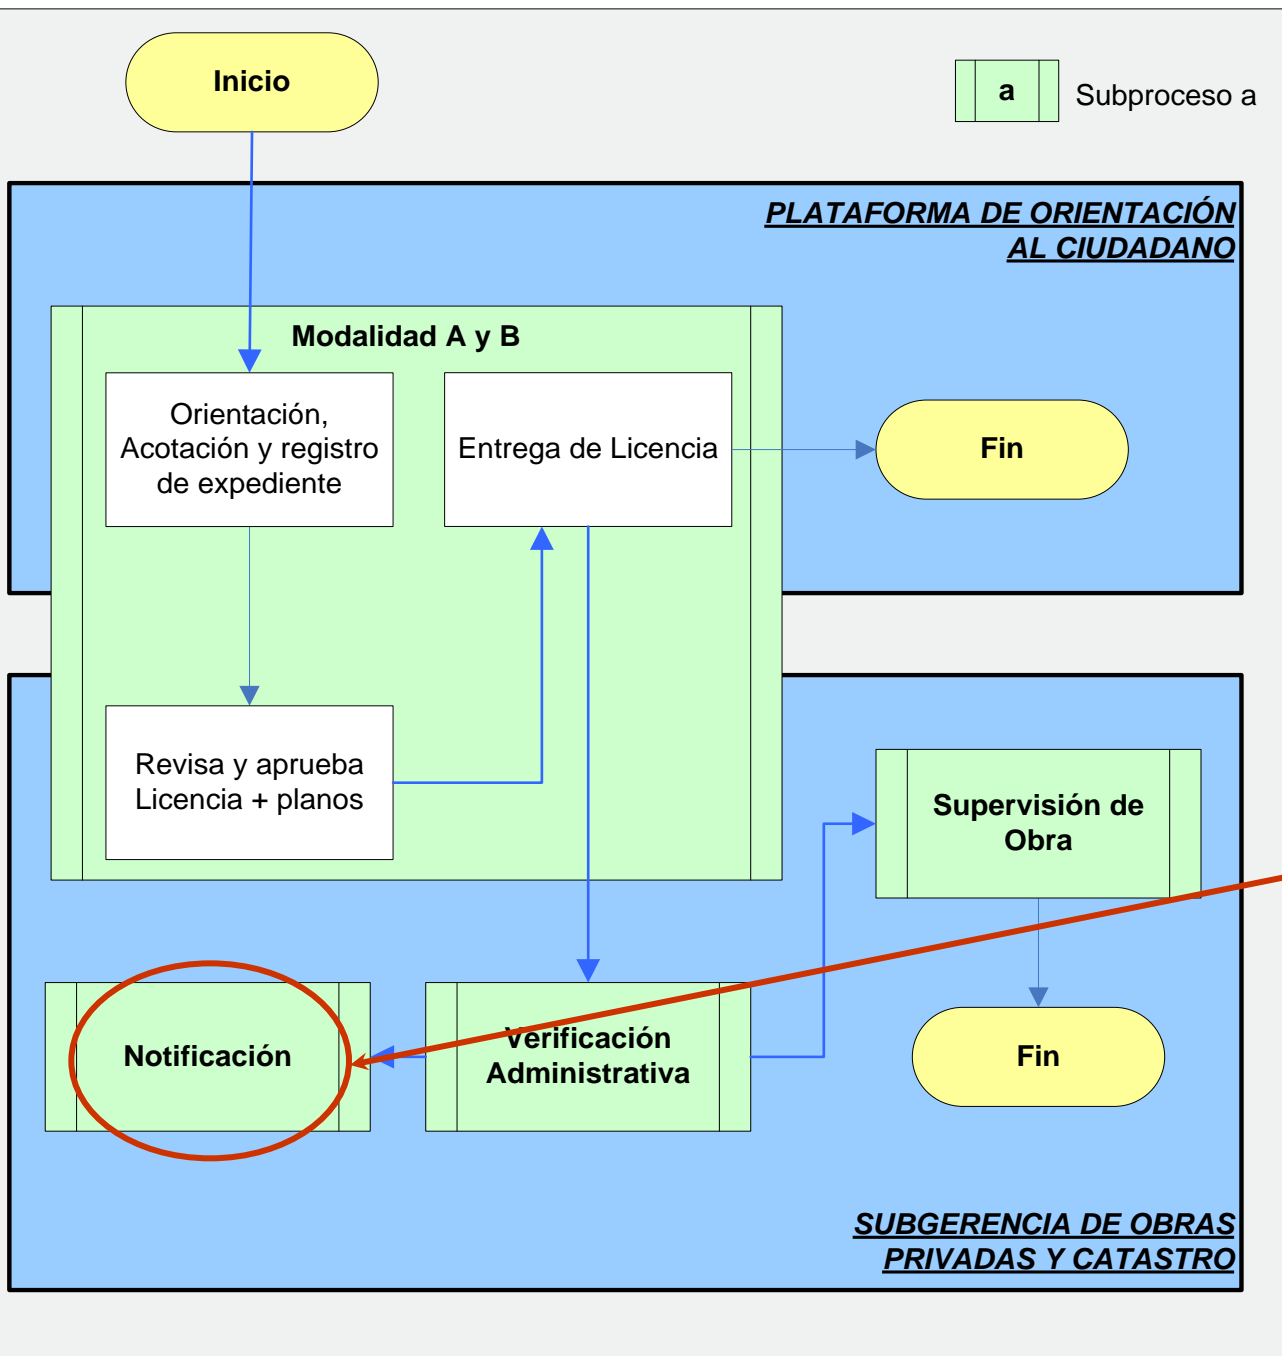 Inicio
a
Subproceso a
PLATAFORMA DE ORIENTACIÓN
AL CIUDADANO
Modalidad A y B
Orientación,
Acotación y registro
de expediente
Entrega de Licencia
Fin
Revisa y aprueba
Licencia + planos
Supervisión de
Obra
Notificación
Verificación
Administrativa
Fin
SUBGERENCIA DE OBRAS
PRIVADAS Y CATASTRO